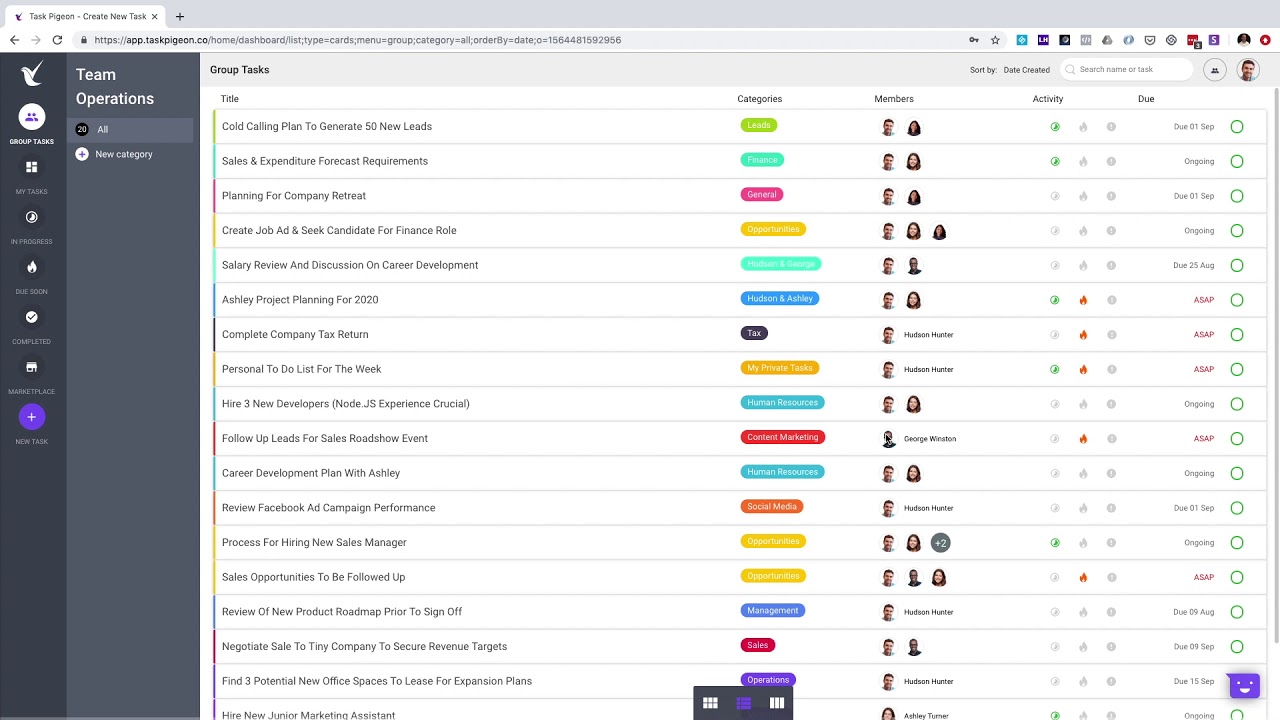 Task Pigeon - Create New Task
https://app.taskpigeon.co/home/dashboard/list;type=cards;menu=group;category=all;orderBy=date;o=1564481592956
LH
3
S
Team
Operations
20 All
New category
GROUP TASKS
MY TASKS
IN PROGRESS
DUE SOON
COMPLETED
MARKETPLACE
NEW TASK
Group Tasks Sort by: Date Created Search name or task
Title Categories Members Activity Due
Cold Calling Plan To Generate 50 New Leads Leads Due 01 Sep
Sales & Expenditure Forecast Requirements Finance Ongoing
Planning For Company Retreat General Due 01 Sep
Create Job Ad & Seek Candidate For Finance Role Opportunities Ongoing
Salary Review And Discussion On Career Development Hudson & George Due 25 Aug
Ashley Project Planning For 2020 Hudson & Ashley ASAP
Complete Company Tax Return Tax Hudson Hunter ASAP
Personal To Do List For The Week My Private Tasks Hudson Hunter ASAP
Hire 3 New Developers (Node.JS Experience Crucial) Human Resources Ongoing
Follow Up Leads For Sales Roadshow Event Content Marketing George Winston ASAP
Career Development Plan With Ashley Human Resources Ongoing
Review Facebook Ad Campaign Performance Social Media Hudson Hunter Due 01 Sep
Process For Hiring New Sales Manager Opportunities +2 Ongoing
Sales Opportunities To Be Followed Up Opportunities ASAP
Review Of New Product Roadmap Prior To Sign Off Management Hudson Hunter Due 09 Aug
Negotiate Sale To Tiny Company To Secure Revenue Targets Sales Due 09 Sep
Find 3 Potential New Office Spaces To Lease For Expansion Plans Operations Hudson Hunter Due 15 Sep
Hire New Junior Marketing Assistant Ashley Turner Ongoing